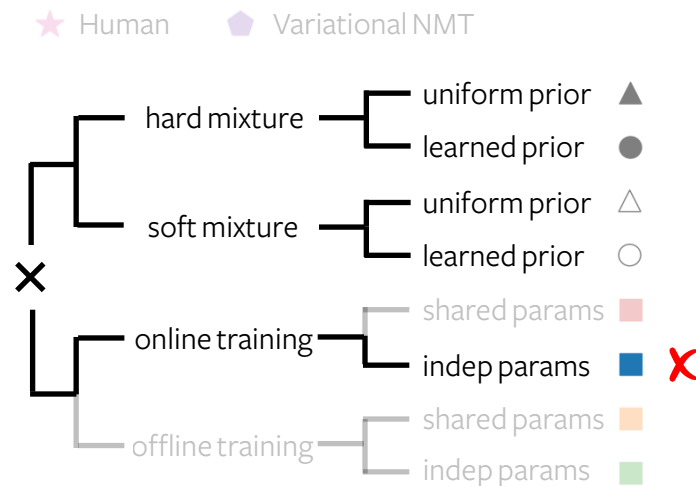 Human Variational NMT
hard mixture
uniform prior
learned prior
soft mixture
uniform prior
learned prior
online training
shared params
indep params
offline training
shared params
indep params